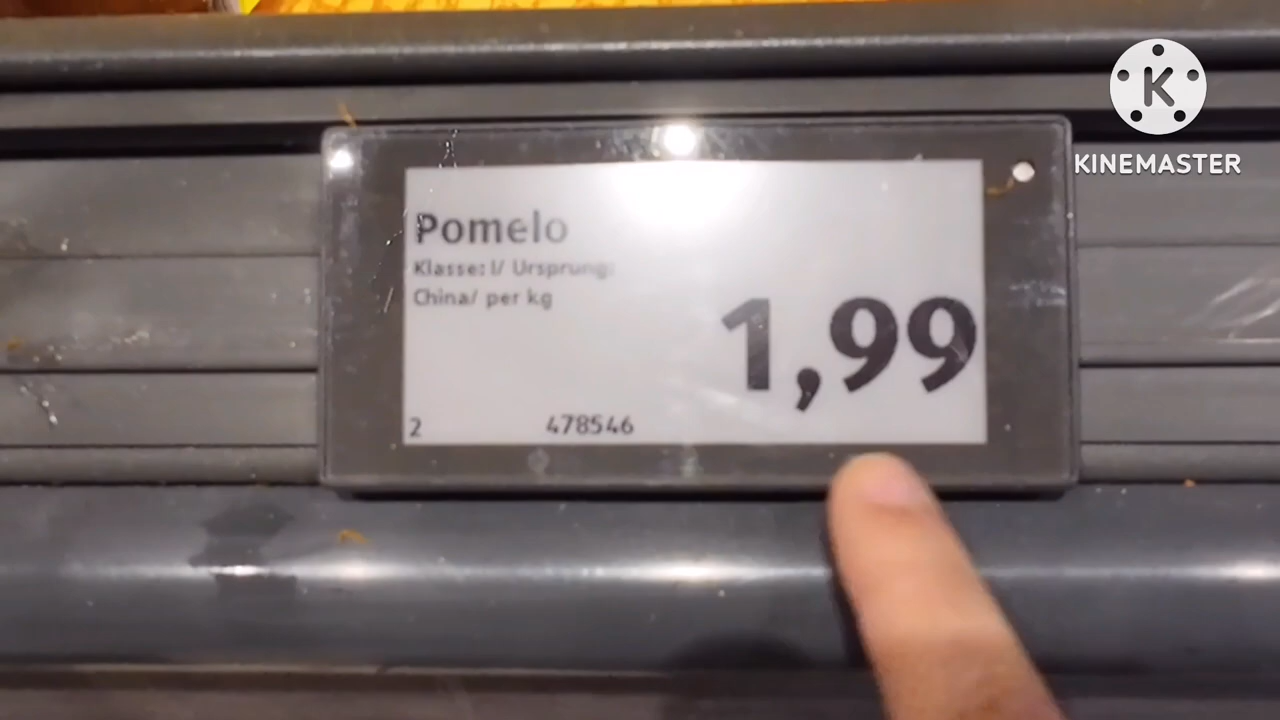 K
KINEMASTER
Pomelo
Klasse: I/ Ursprung:
China/ per kg
1,99
2 478546